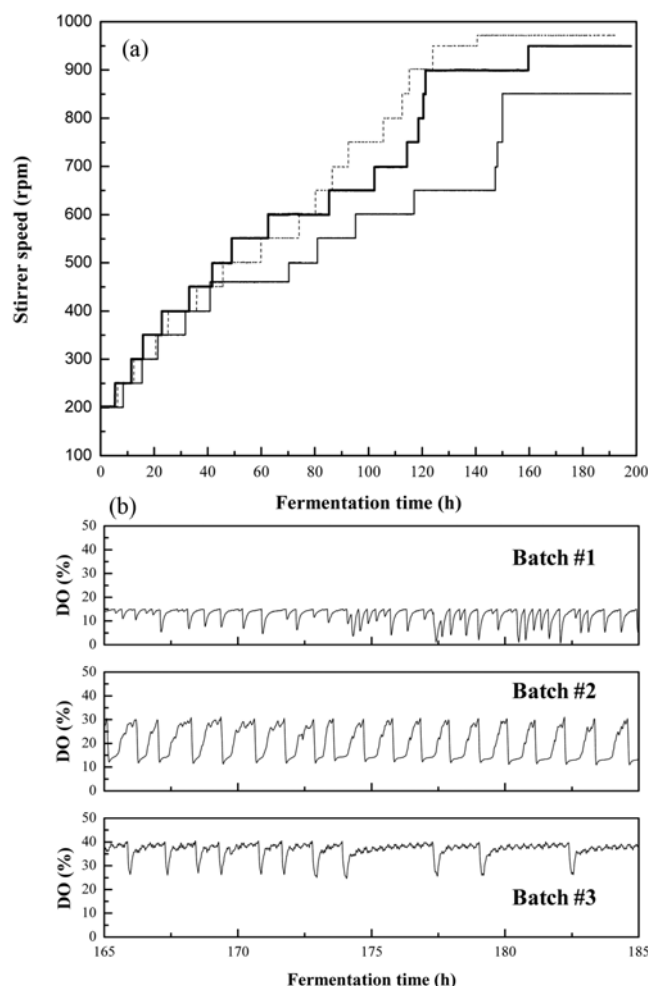 (a)
Stirrer speed (rpm)
1000
900
800
700
600
500
400
300
200
100
0 20 40 60 80 100 120 140 160 180 200
Fermentation time (h)
(b)
DO (%)
50
40
30
20
10
0
Batch #1
DO (%)
50
40
30
20
10
0
Batch #2
DO (%)
50
40
30
20
10
0
Batch #3
165 170 175 180 185
Fermentation time (h)